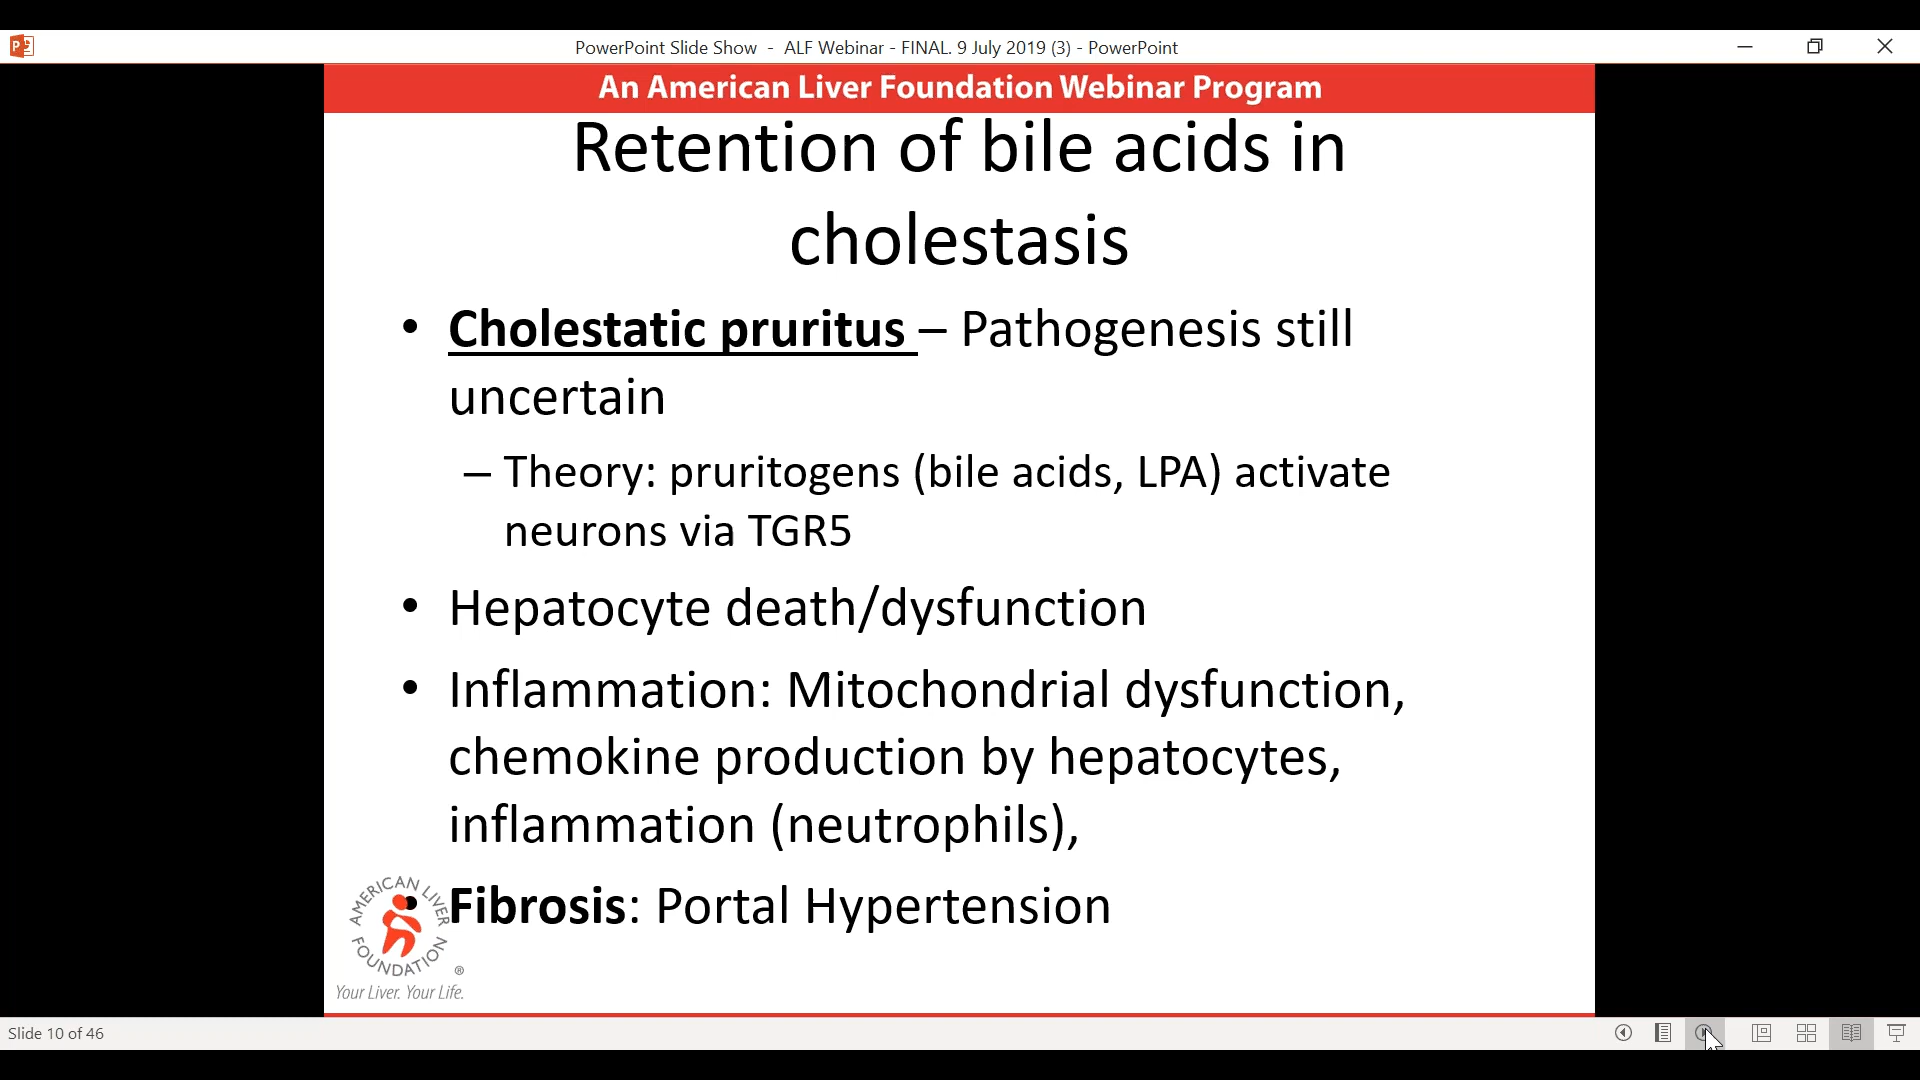 PowerPoint Slide Show - ALF Webinar - FINAL. 9 July 2019 (3) - PowerPoint
An American Liver Foundation Webinar Program
Retention of bile acids in
cholestasis
• Cholestatic pruritus – Pathogenesis still
uncertain
– Theory: pruritogens (bile acids, LPA) activate
neurons via TGR5
• Hepatocyte death/dysfunction
• Inflammation: Mitochondrial dysfunction,
chemokine production by hepatocytes,
inflammation (neutrophils),
• Fibrosis: Portal Hypertension
AMERICAN LIVER
FOUNDATION
®
Your Liver. Your Life.
Slide 10 of 46